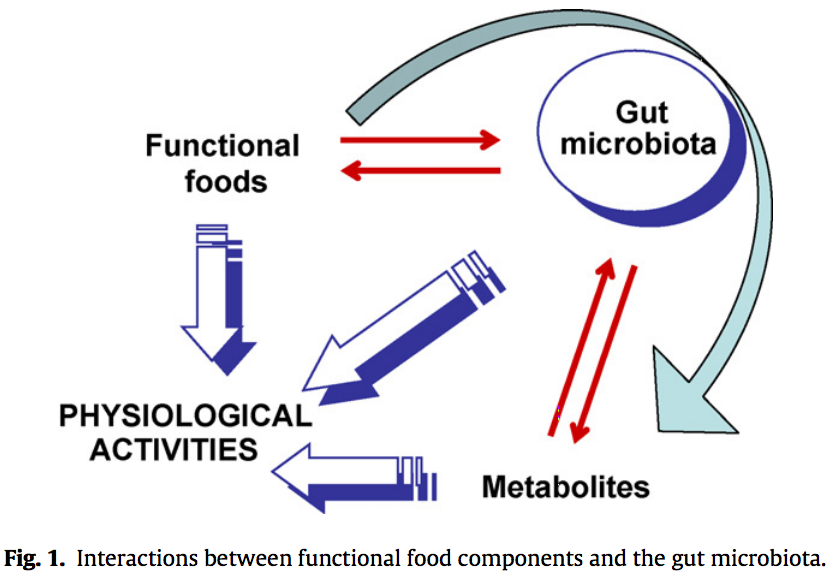 Gut
microbiota
Functional
foods
PHYSIOLOGICAL
ACTIVITIES
Metabolites
Fig. 1. Interactions between functional food components and the gut microbiota.